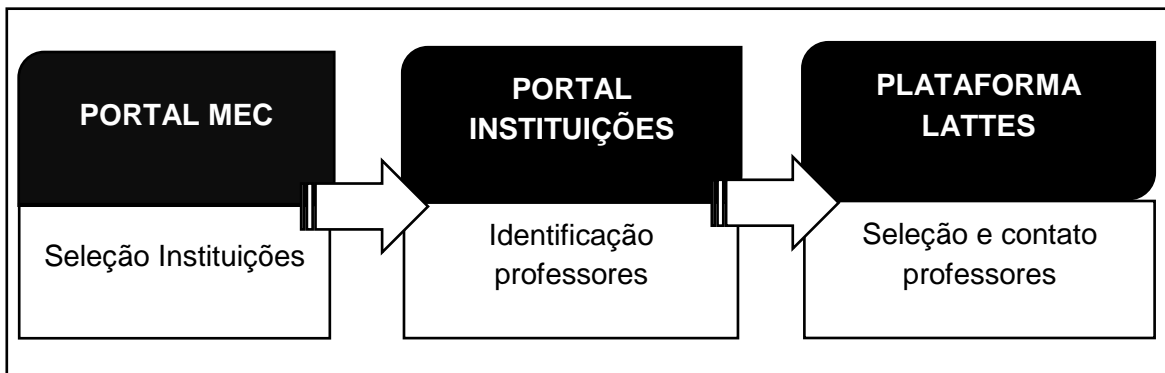 PORTAL MEC
Seleção Instituições
PORTAL
INSTITUIÇÕES
Identificação
professores
PLATAFORMA
LATTES
Seleção e contato
professores